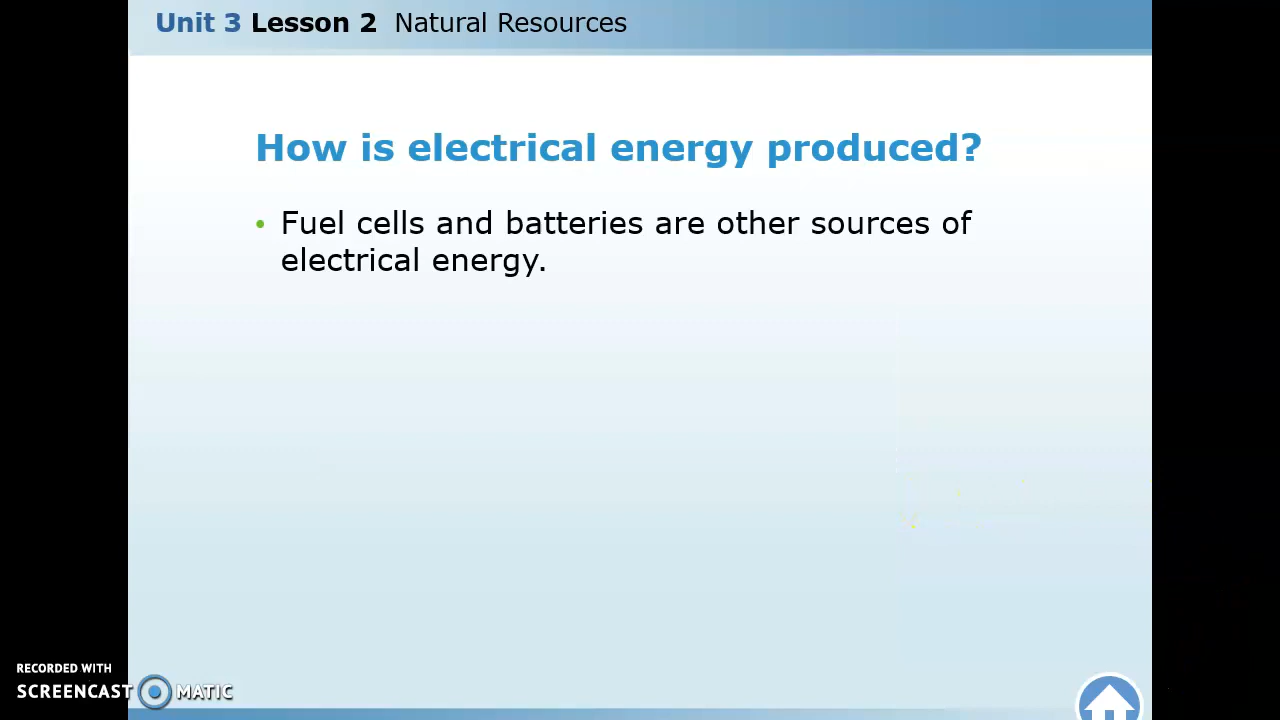 Unit 3 Lesson 2 Natural Resources
How is electrical energy produced?
• Fuel cells and batteries are other sources of
electrical energy.
RECORDED WITH
SCREENCAST MATIC